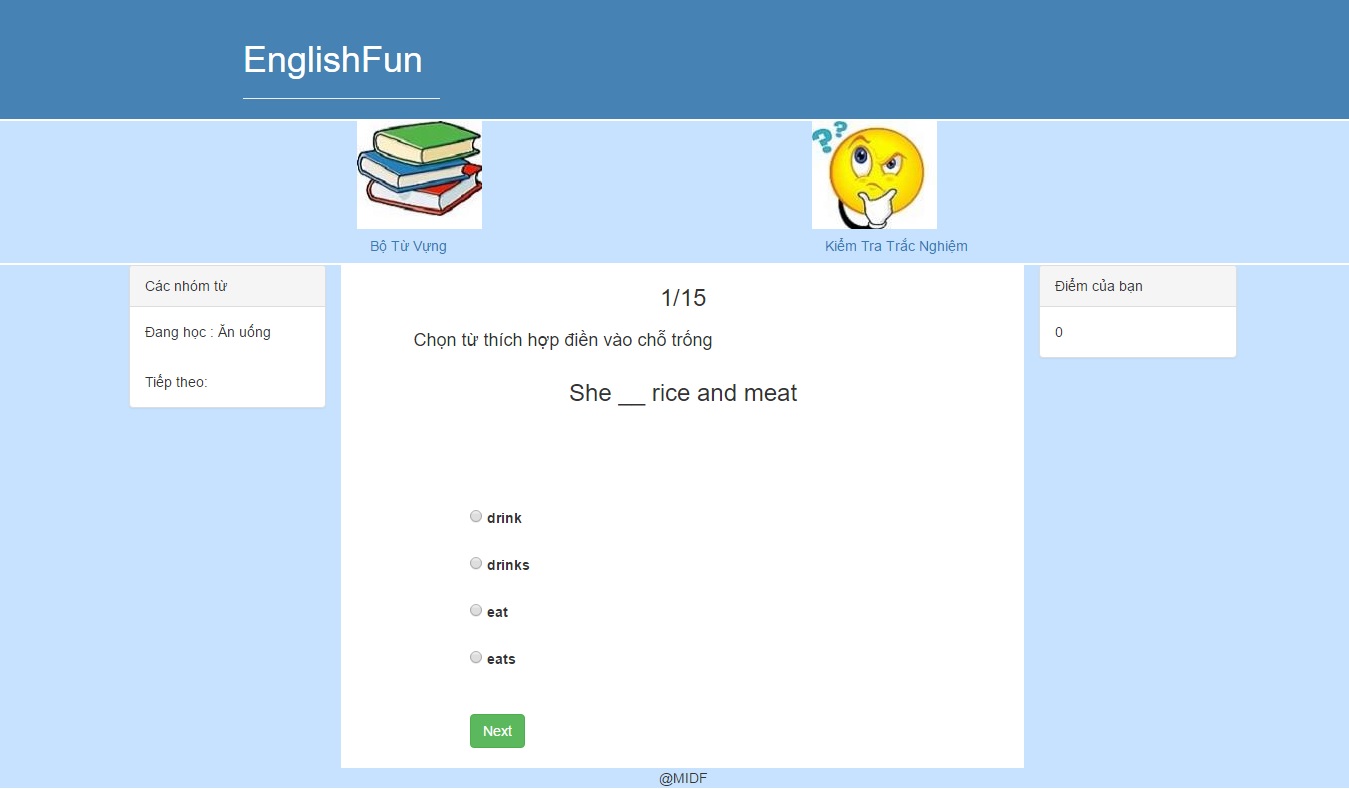 EnglishFun
??
Bộ Từ Vựng
Kiểm Tra Trắc Nghiệm
Các nhóm từ
Đang học : Ăn uống
Tiếp theo:
1/15
Chọn từ thích hợp điền vào chỗ trống
She __ rice and meat
drink
drinks
eat
eats
Next
Điểm của bạn
0
@MIDF